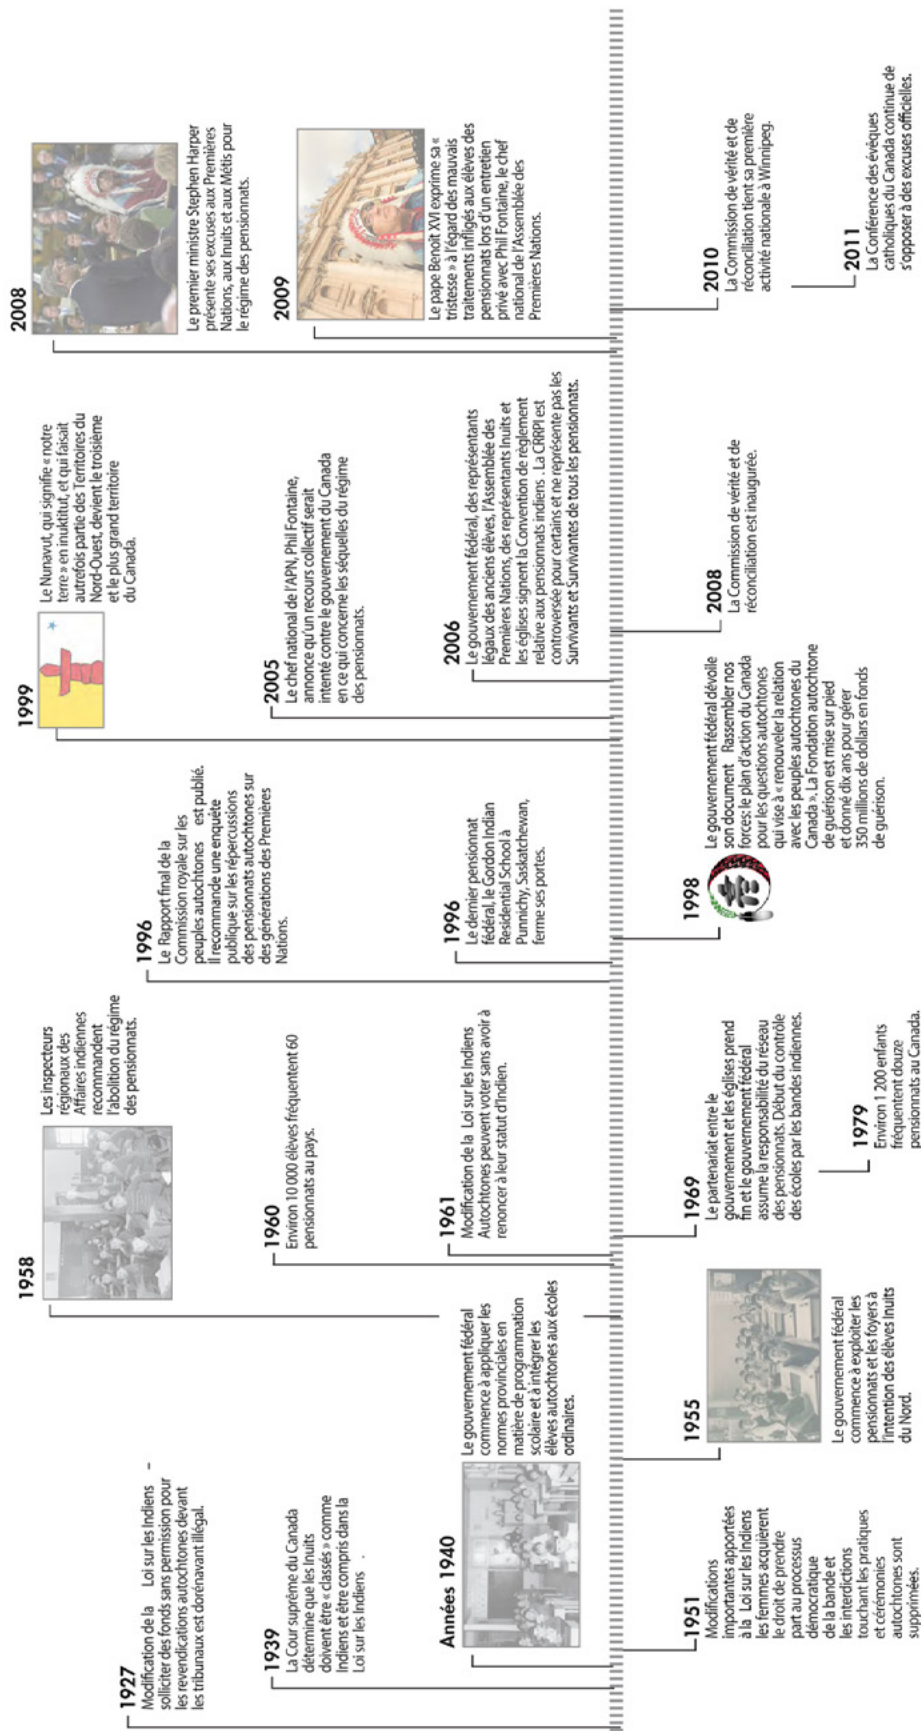 1927
Modification de la Loi sur les Indiens –
solliciter des fonds sans permission pour
les revendications autochtones devant
les tribunaux est dorénavant illégal.
1939
La Cour suprême du Canada
détermine que les Inuits
doivent être « classés » comme
Indiens et être compris dans la
Loi sur les Indiens .
Années 1940
Le gouvernement fédéral
commence à appliquer les
normes provinciales en
matière de programmation
scolaire et à intégrer les
élèves autochtones aux écoles
ordinaires.
1951
Modifications
importantes apportées
à la Loi sur les Indiens
les femmes acquièrent
le droit de prendre
part au processus
démocratique
de la bande et
les interdictions
touchant les pratiques
et cérémonies
autochtones sont
supprimées.
1955
Le gouvernement fédéral
commence à exploiter les
pensionnats et les foyers à
l'intention des élèves Inuits
du Nord.
1958
Les inspecteurs
régionaux des
Affaires indiennes
recommandent
l'abolition du régime
des pensionnats.
1960
Environ 10 000 élèves fréquentent 60
pensionnats au pays.
1961
Modification de la Loi sur les Indiens
Autochtones peuvent voter sans avoir à
renoncer à leur statut d'Indien.
1969
Le partenariat entre le
gouvernement et les églises prend
fin et le gouvernement fédéral
assume la responsabilité du réseau
des pensionnats. Début du contrôle
des écoles par les bandes indiennes.
1979
Environ 1 200 enfants
fréquentent douze
pensionnats au Canada.
1996
Le Rapport final de la
Commission royale sur les
peuples autochtones est publié.
Il recommande une enquête
publique sur les répercussions
des pensionnats autochtones sur
des générations des Premières
Nations.
1996
Le dernier pensionnat
fédéral, le Gordon Indian
Residential School à
Punnichy, Saskatchewan,
ferme ses portes.
1998
Le gouvernement fédéral dévoile
son document Rassembler nos
forces: le plan d'action du Canada
pour les questions autochtones
qui vise à « renouveler la relation
avec les peuples autochtones du
Canada ». La Fondation autochtone
de guérison est mise sur pied
et donné dix ans pour gérer
350 millions de dollars en fonds
de guérison.
1999
Le Nunavut, qui signifie « notre
terre » en inuktitut, et qui faisait
autrefois partie des Territoires du
Nord-Ouest, devient le troisième
et le plus grand territoire
du Canada.
2005
Le chef national de l'APN, Phil Fontaine,
annonce qu'un recours collectif serait
intenté contre le gouvernement du Canada
en ce qui concerne les séquelles du régime
des pensionnats.
2006
Le gouvernement fédéral, des représentants
légaux des anciens élèves, l'Assemblée des
Premières Nations, des représentants Inuits et
les églises signent la Convention de règlement
relative aux pensionnats indiens . La CRRPI est
controversée pour certains et ne représente pas les
Survivants et Survivantes de tous les pensionnats.
2008
La Commission de vérité et de
réconciliation est inaugurée.
2008
Le premier ministre Stephen Harper
présente ses excuses aux Premières
Nations, aux Inuits et aux Métis pour
le régime des pensionnats.
2009
Le pape Benoît XVI exprime sa «
tristesse » à l'égard des mauvais
traitements infligés aux élèves des
pensionnats lors d'un entretien
privé avec Phil Fontaine, le chef
national de l'Assemblée des
Premières Nations.
2010
La Commission de vérité et de
réconciliation tient sa première
activité nationale à Winnipeg.
2011
La Conférence des évêques
catholiques du Canada continue de
s'opposer à des excuses officielles.